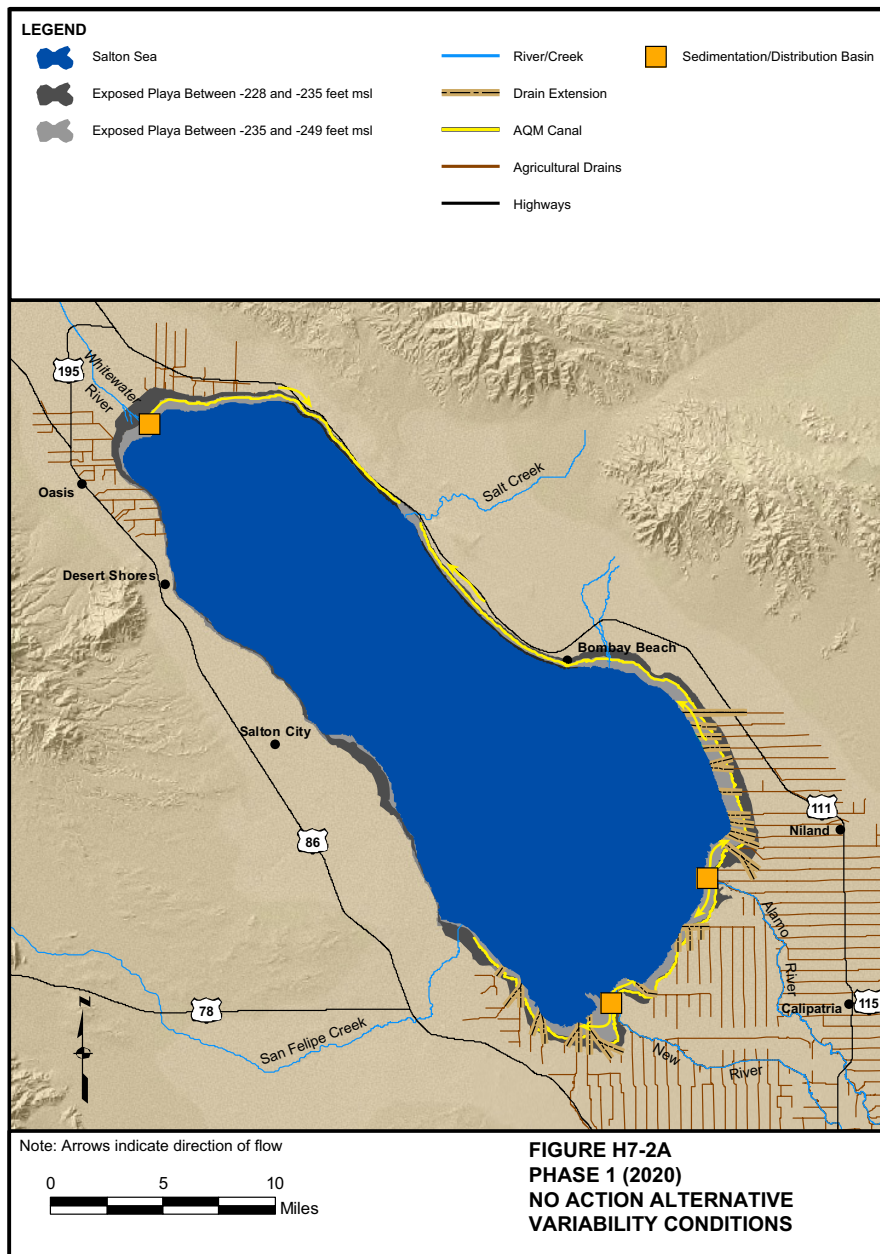 LEGEND
Salton Sea
Exposed Playa Between -228 and -235 feet msl
Exposed Playa Between -235 and -249 feet msl
River/Creek
Drain Extension
AQM Canal
Agricultural Drains
Highways
Sedimentation/Distribution Basin
195
Whitewater
River
Oasis
Salt Creek
Desert Shores
Bombay Beach
Salton City
111
Niland
86
Alamo
River
115
Calipatria
78
San Felipe Creek
New
River
N
Note: Arrows indicate direction of flow
0 5 10
Miles
FIGURE H7-2A
PHASE 1 (2020)
NO ACTION ALTERNATIVE
VARIABILITY CONDITIONS